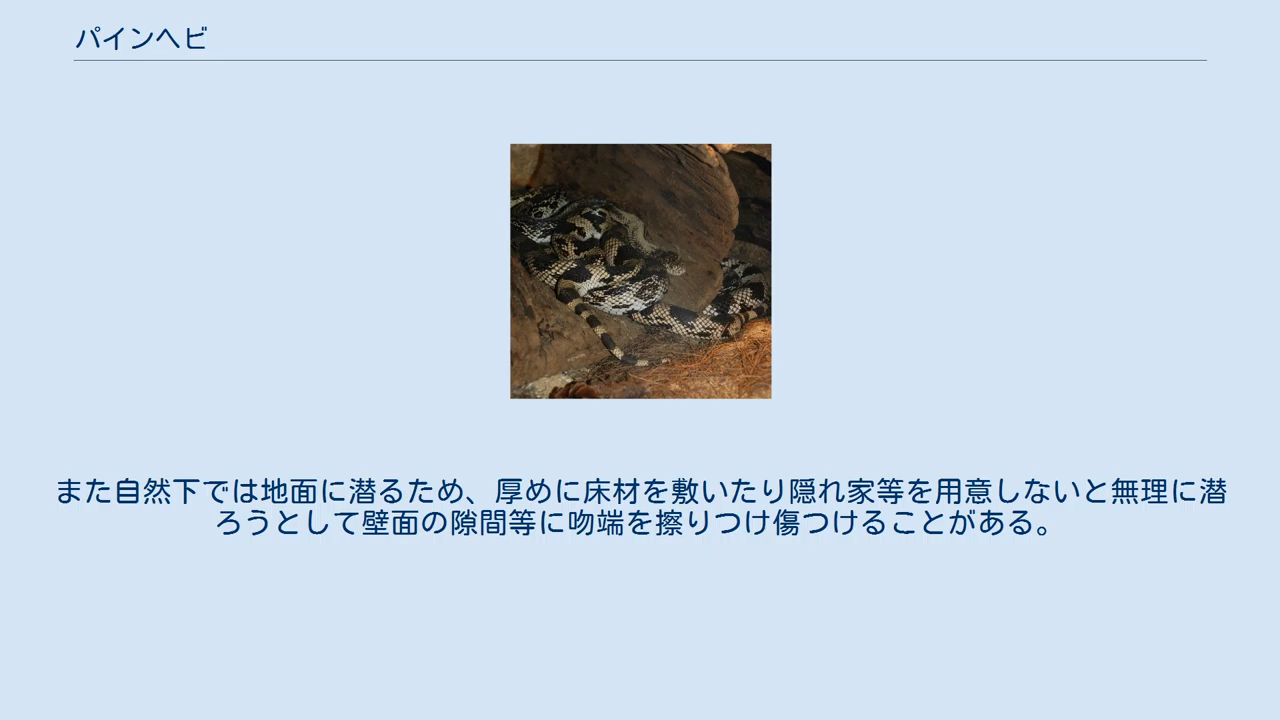 パインヘビ
また自然下では地面に潜るため、厚めに床材を敷いたり隠れ家等を用意しないと無理に潜
ろうとして壁面の隙間等に吻端を擦りつけ傷つけることがある。